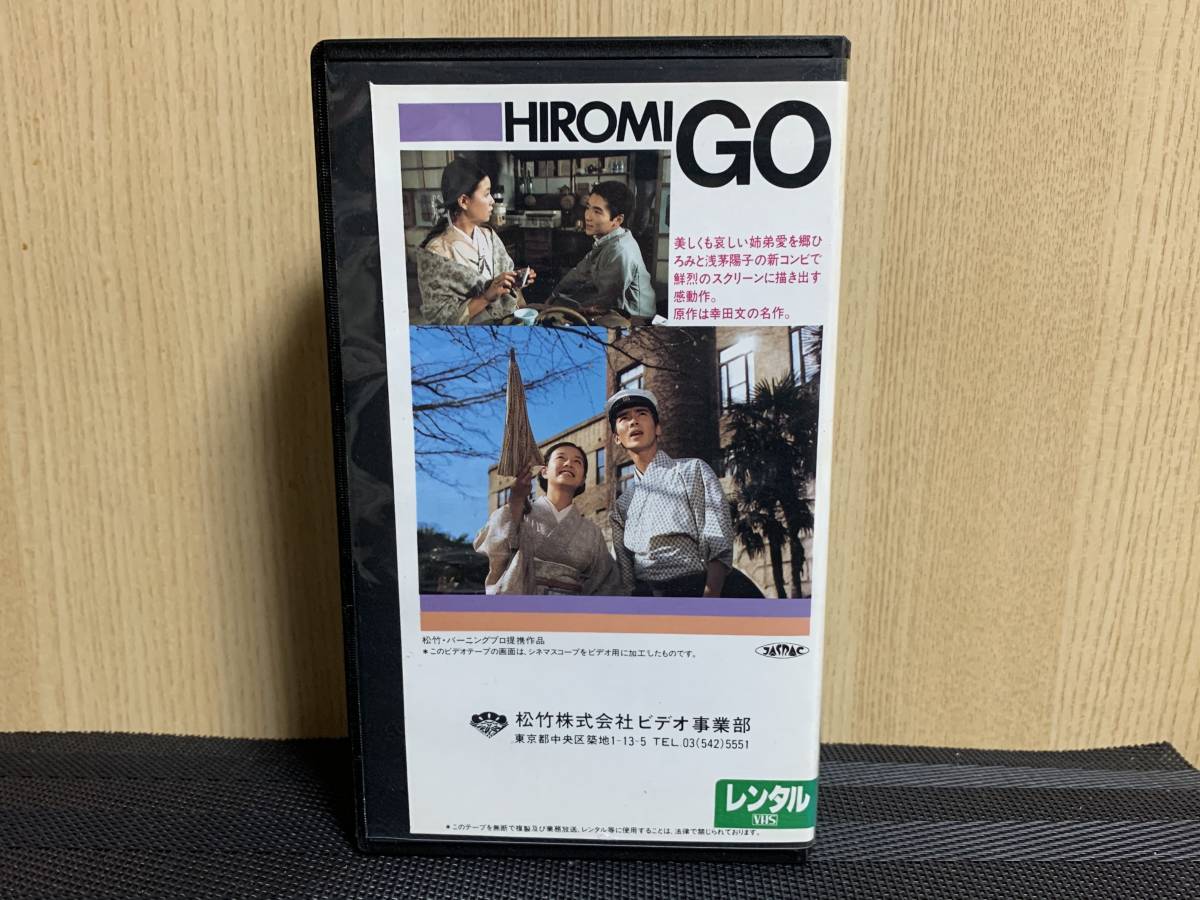 HIROMI GO
美しくも哀しい姉弟愛を郷ひ
ろみと浅茅陽子の新コンビで
鮮烈のスクリーンに描き出す
感動作。
原作は幸田文の名作。
松竹・バーニングプロ提携作品
＊このビデオテープの画面は、シネマスコープをビデオ用に加工したものです。
JASRAC
松竹株式会社ビデオ事業部
東京都中央区築地1-13-5 TEL.03(542)5551
レンタル
VHS
＊このテープを無断で複製及び業務放送、レンタル等に使用することは、法律で禁じられております。